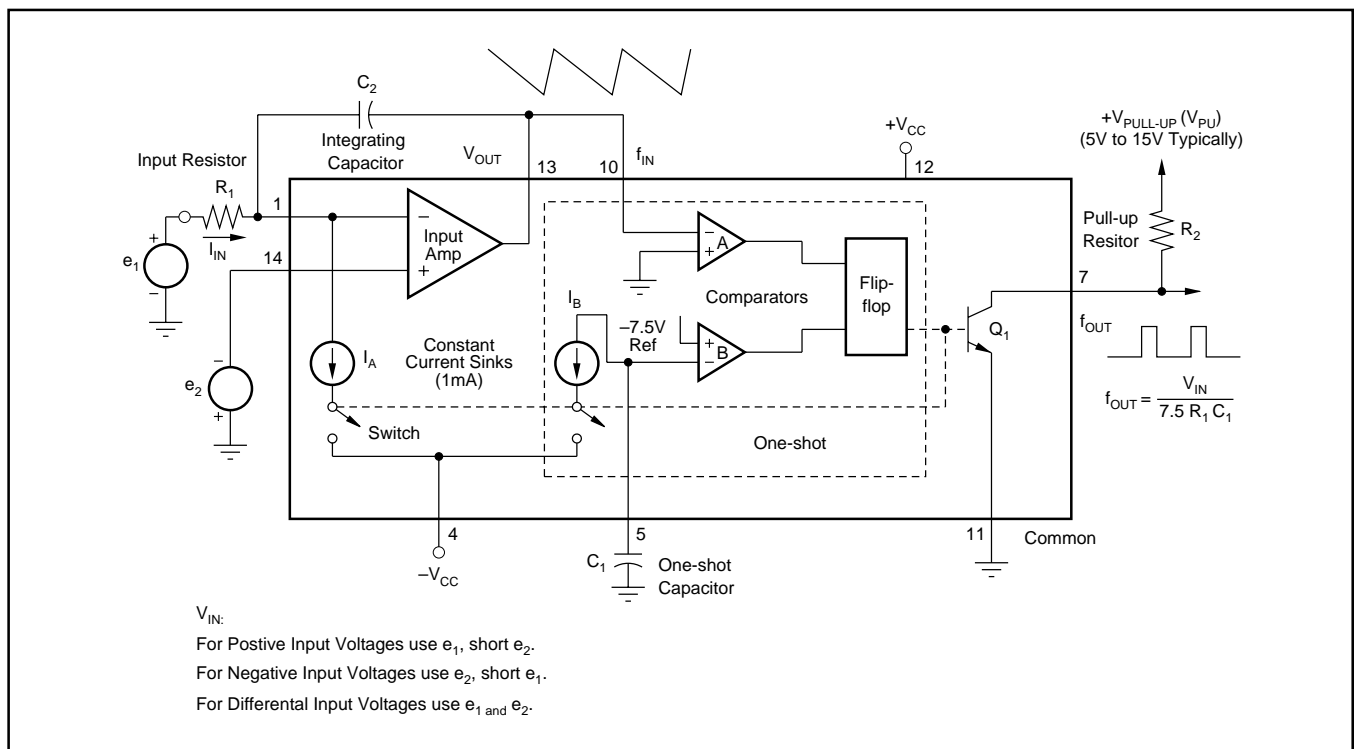 C2
Integrating
Capacitor
Input Resistor
R1
IIN
e1
+
–
1
14
e2
–
+
VOUT
13
10
fIN
+VCC
12
+VPULL-UP (VPU)
(5V to 15V Typically)
Pull-up
Resitor
R2
–
Input
Amp
+
IA
Constant
Current Sinks
(1mA)
Switch
IB
–7.5V
Ref
–
+
A
Comparators
+
–
B
Flip-
flop
One-shot
Q1
7
fOUT
fOUT = VIN
7.5 R1 C1
4
–VCC
5
C1
One-shot
Capacitor
11
Common
VIN:
For Postive Input Voltages use e1, short e2.
For Negative Input Voltages use e2, short e1.
For Differental Input Voltages use e1 and e2.